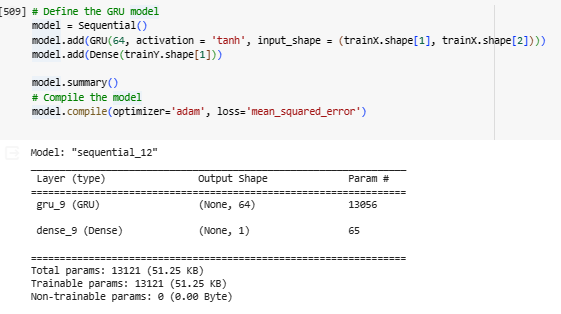 [509] # Define the GRU model
model = Sequential()
model.add(GRU(64, activation = 'tanh', input_shape = (trainX.shape[1], trainX.shape[2])))
model.add(Dense(trainY.shape[1]))
model.summary()
# Compile the model
model.compile(optimizer='adam', loss='mean_squared_error')
Model: "sequential_12"
Layer (type) Output Shape Param #
gru_9 (GRU) (None, 64) 13056
dense_9 (Dense) (None, 1) 65
Total params: 13121 (51.25 KB)
Trainable params: 13121 (51.25 KB)
Non-trainable params: 0 (0.00 Byte)